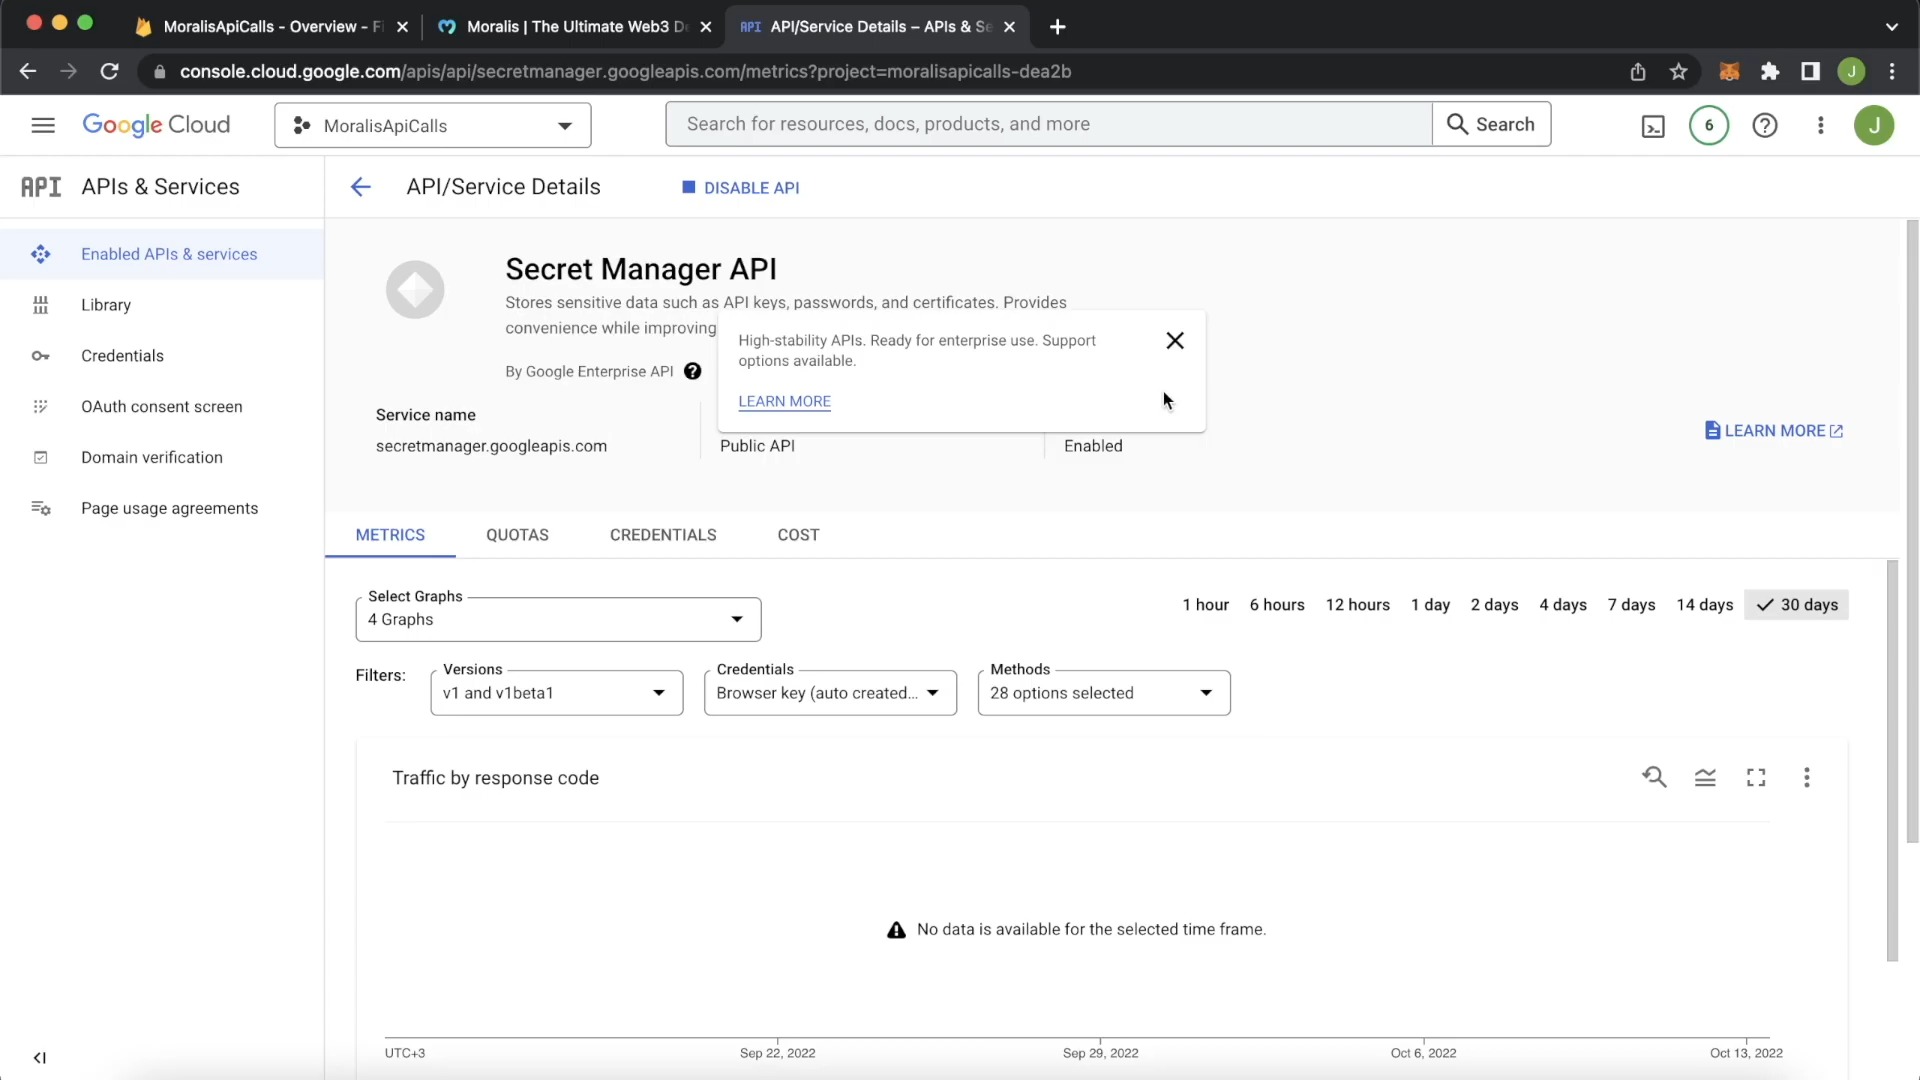 MoralisApiCalls - Overview - Fi
Moralis | The Ultimate Web3 D
API/Service Details – APIs & Se
console.cloud.google.com/apis/api/secretmanager.googleapis.com/metrics?project=moralisapicalls-dea2b
J
Google Cloud
MoralisApiCalls
Search for resources, docs, products, and more
Search
6
J
API APIs & Services
API/Service Details
DISABLE API
Enabled APIs & services
Library
Credentials
OAuth consent screen
Domain verification
Page usage agreements
Secret Manager API
Stores sensitive data such as API keys, passwords, and certificates. Provides
convenience while improving
By Google Enterprise API
High-stability APIs. Ready for enterprise use. Support
options available.
LEARN MORE
Service name
secretmanager.googleapis.com
Public API
Enabled
LEARN MORE
METRICS
QUOTAS
CREDENTIALS
COST
Select Graphs
4 Graphs
1 hour
6 hours
12 hours
1 day
2 days
4 days
7 days
14 days
30 days
Filters:
Versions
v1 and v1beta1
Credentials
Browser key (auto created...
Methods
28 options selected
Traffic by response code
No data is available for the selected time frame.
UTC+3
Sep 22, 2022
Sep 29, 2022
Oct 6, 2022
Oct 13, 2022